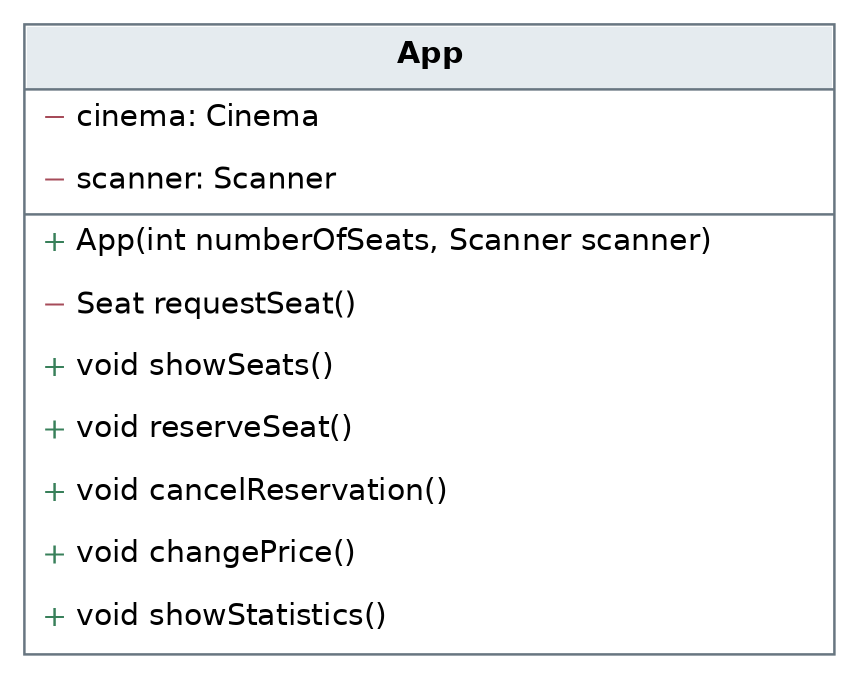 App
− cinema: Cinema
− scanner: Scanner
+ App(int numberOfSeats, Scanner scanner)
− Seat requestSeat()
+ void showSeats()
+ void reserveSeat()
+ void cancelReservation()
+ void changePrice()
+ void showStatistics()